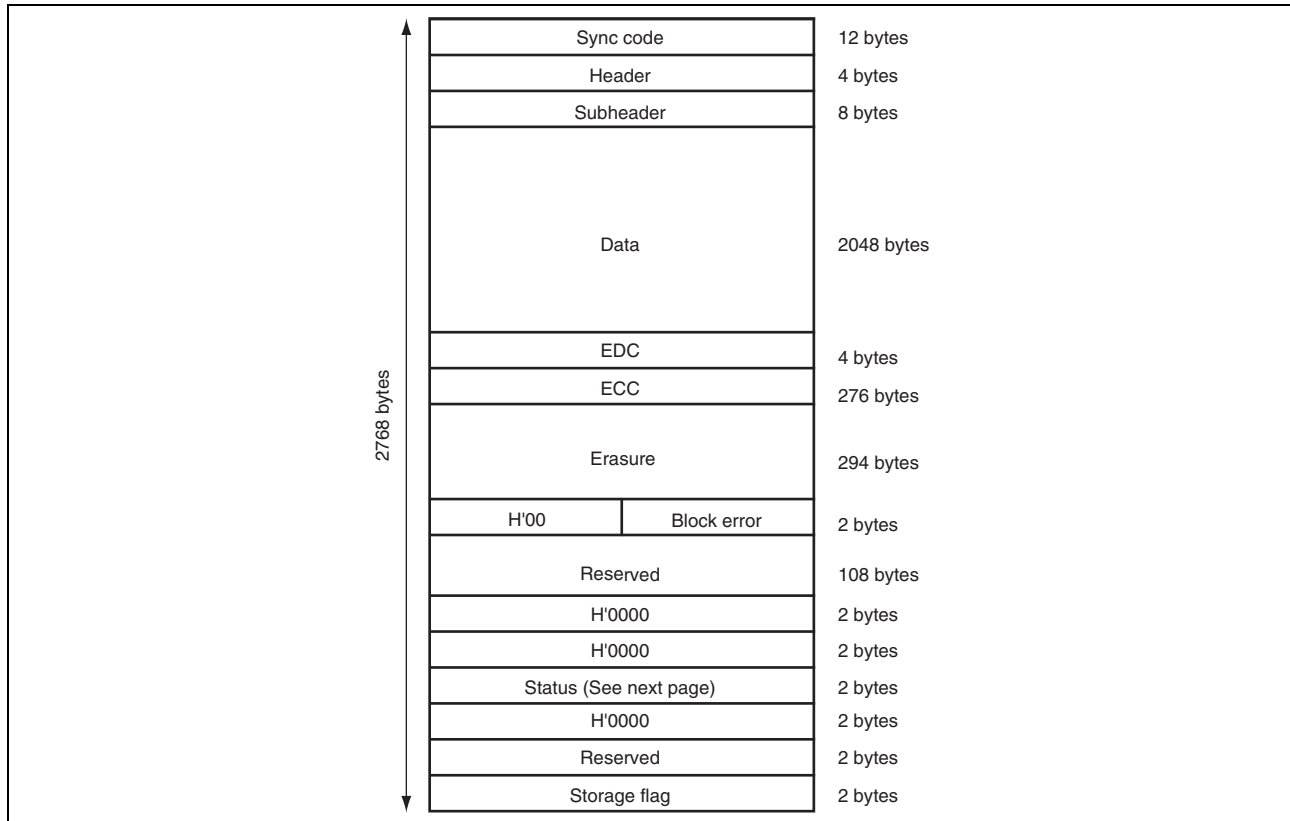 Sync code 12 bytes
Header 4 bytes
Subheader 8 bytes
Data 2048 bytes
EDC 4 bytes
ECC 276 bytes
2768 bytes
Erasure 294 bytes
H'00 Block error 2 bytes
Reserved 108 bytes
H'0000 2 bytes
H'0000 2 bytes
Status (See next page) 2 bytes
H'0000 2 bytes
Reserved 2 bytes
Storage flag 2 bytes